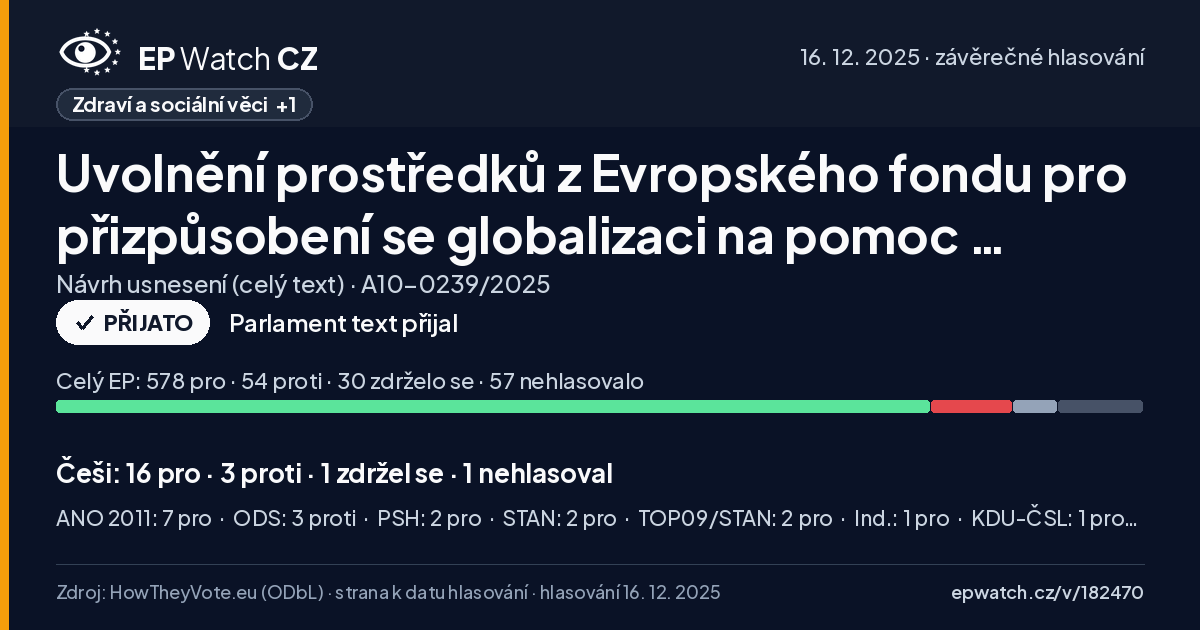 EP Watch CZ
16. 12. 2025 · závěrečné hlasování
Zdraví a sociální věci +1
Uvolnění prostředků z Evropského fondu pro
přizpůsobení se globalizaci na pomoc …
Návrh usnesení (celý text) · A10-0239/2025
✓ PŘIJATO
Parlament text přijal
Celý EP: 578 pro · 54 proti · 30 zdrželo se · 57 nehlasovalo
Češi: 16 pro · 3 proti · 1 zdržel se · 1 nehlasoval
ANO 2011: 7 pro · ODS: 3 proti · PSH: 2 pro · STAN: 2 pro · TOP09/STAN: 2 pro · Ind.: 1 pro · KDU-ČSL: 1 pro…
Zdroj: HowTheyVote.eu (ODbL) · strana k datu hlasování · hlasování 16. 12. 2025
epwatch.cz/v/182470